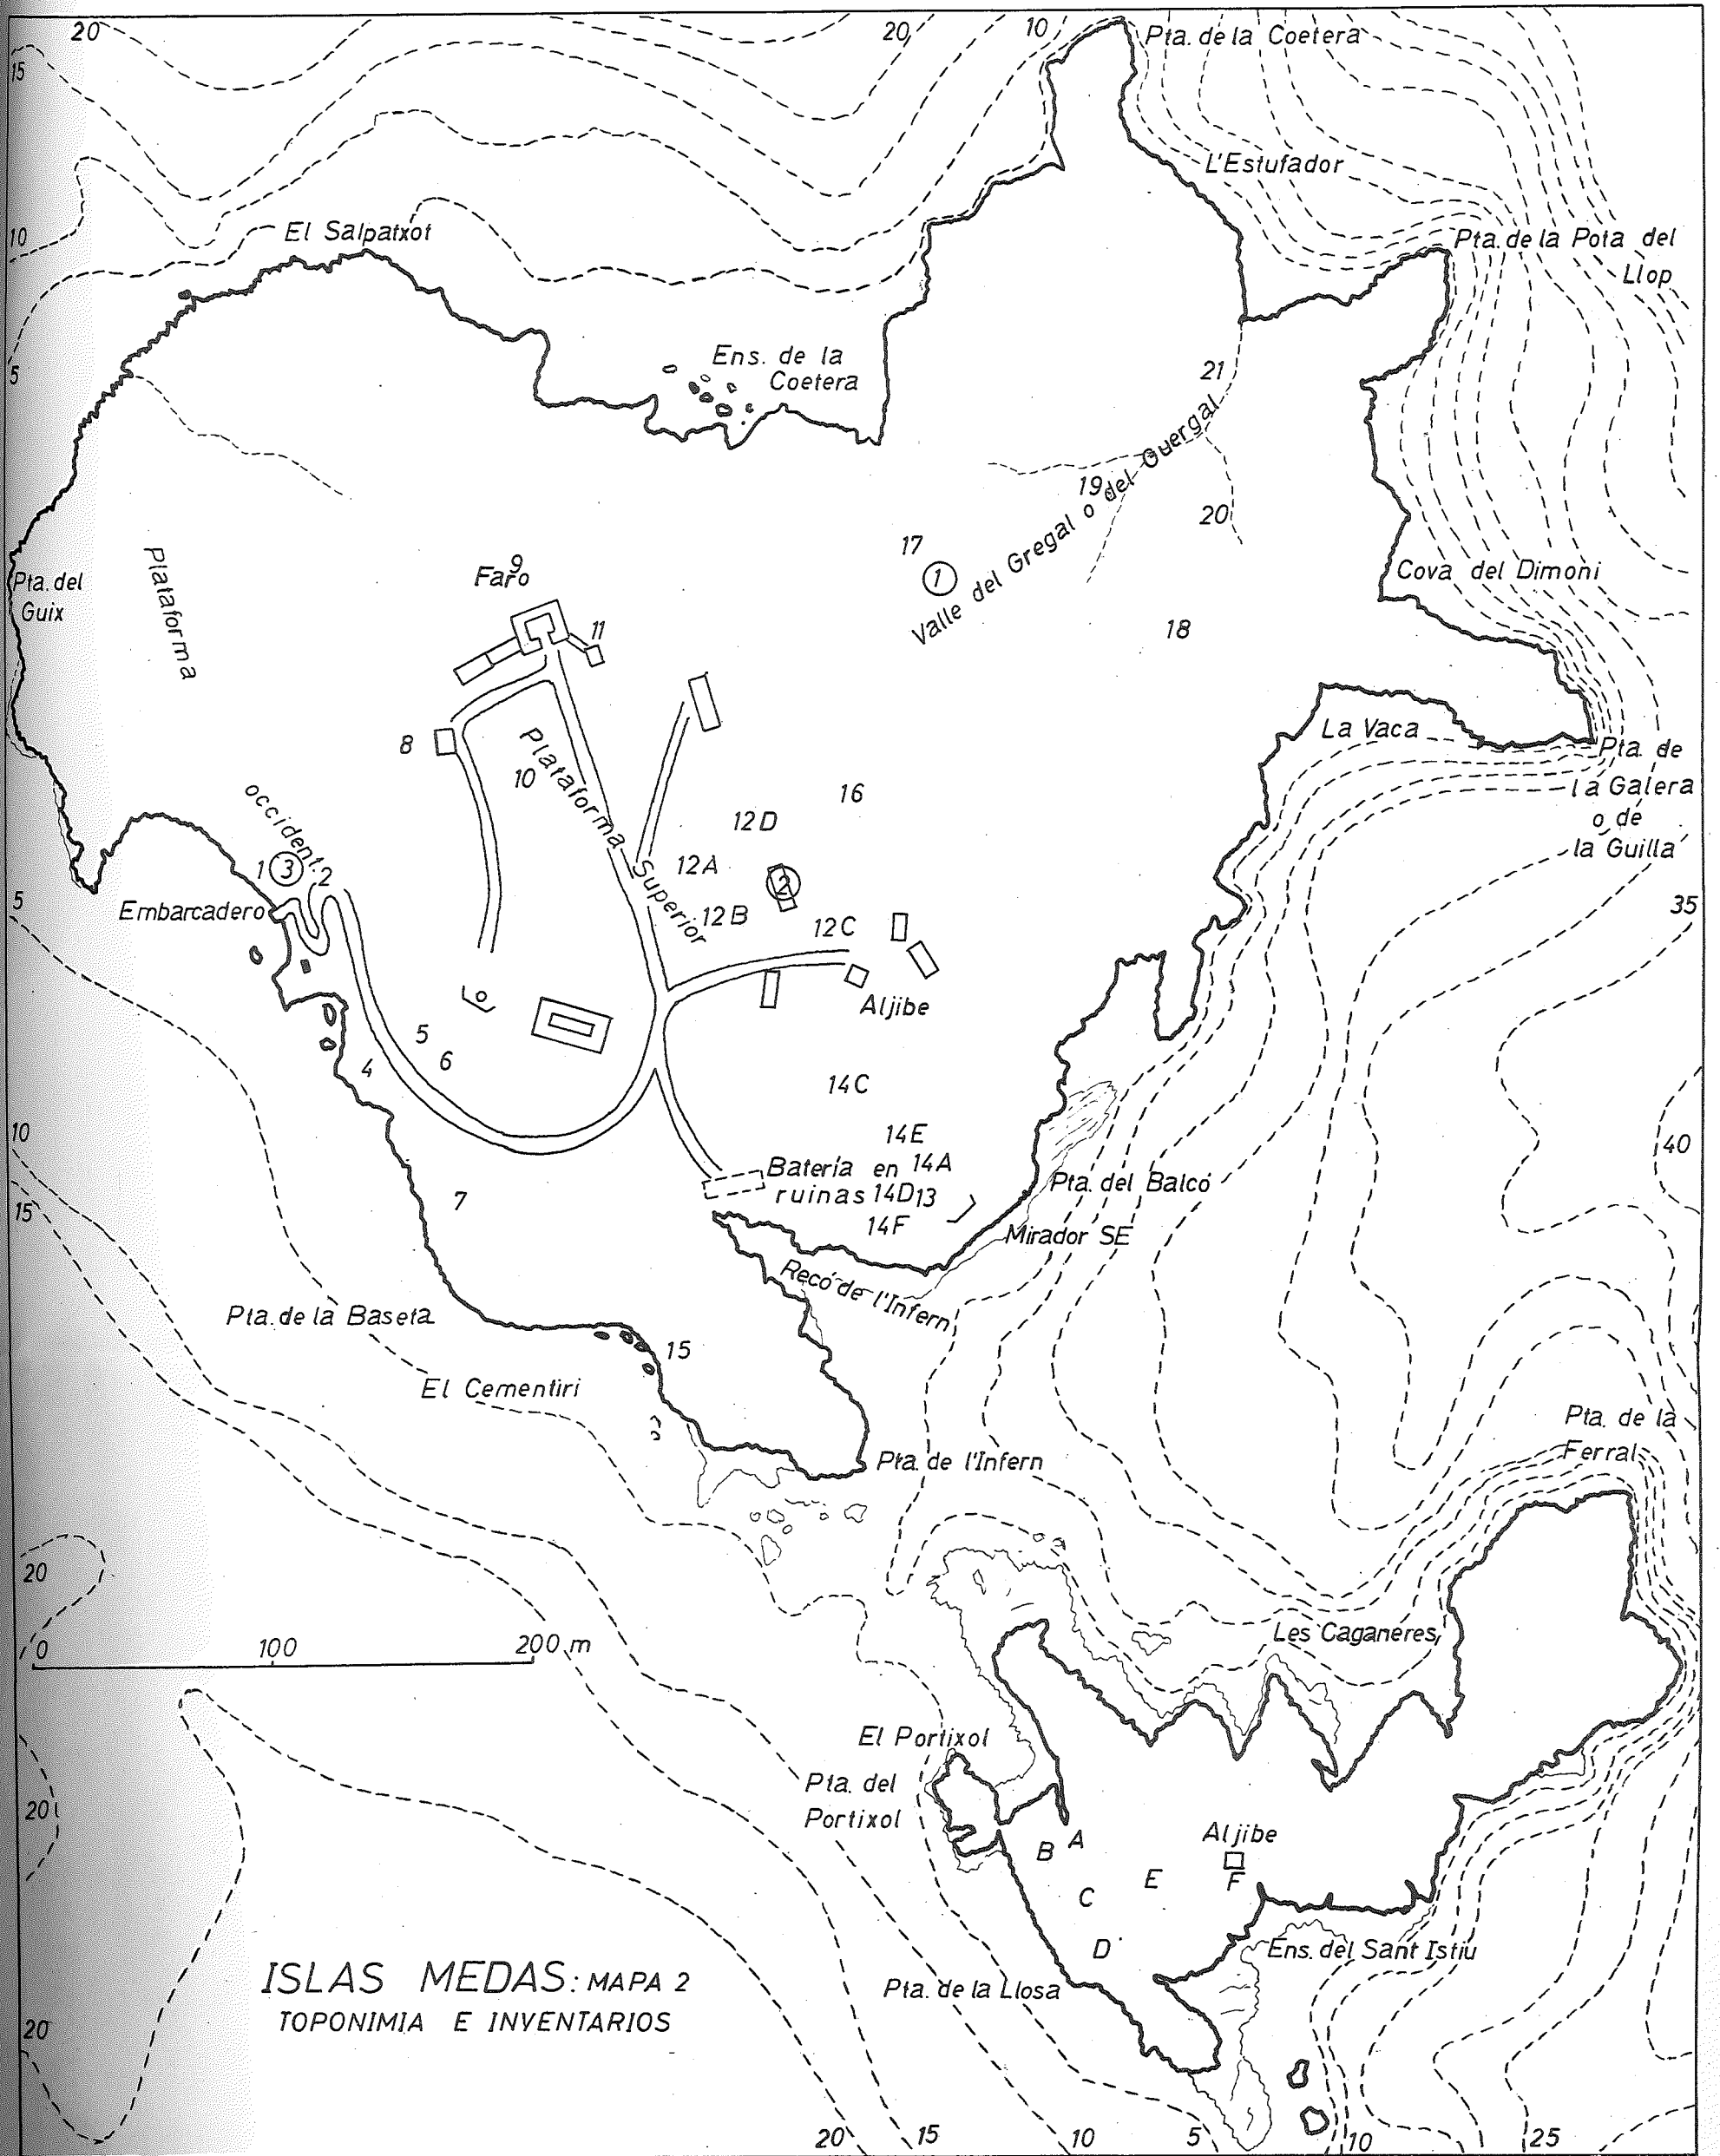 20
20
10
Pta. de la Coetera
15
L'Estufador
10
El Salpatxot
Pta. de la Pota del
Llop
5
Ens. de la
Coetera
21
Valle del Gregal o del Guergal
19
20
17
1
Plataforma
occident.
Pta. del
Guix
9
Faro
Cova del Dimoni
11
18
8
La Vaca
Pta. de
la Galera
o de
la Guilla
10
Plataforma Superior
16
12D
12A
2
1
3
2
5
Embarcadero
12B
12C
35
Aljibe
5
6
4
14C
10
14E
40
Batería en 14A
ruinas 14D 13
14F
Pta. del Balcó
15
7
Mirador SE
Recó de l'Infern
Pta. de la Baseta
15
El Cementiri
Pta. de la
Ferral
Pta. de l'Infern
20
0 100 200 m
Les Caganeres
El Portixol
Pta. del
Portixol
20
Aljibe
A
B
E
F
C
D
Ens. del Sant Istiu
Pta. de la Llosa
ISLAS MEDAS: MAPA 2
TOPONIMIA E INVENTARIOS
20
20
15
10
5
10
25